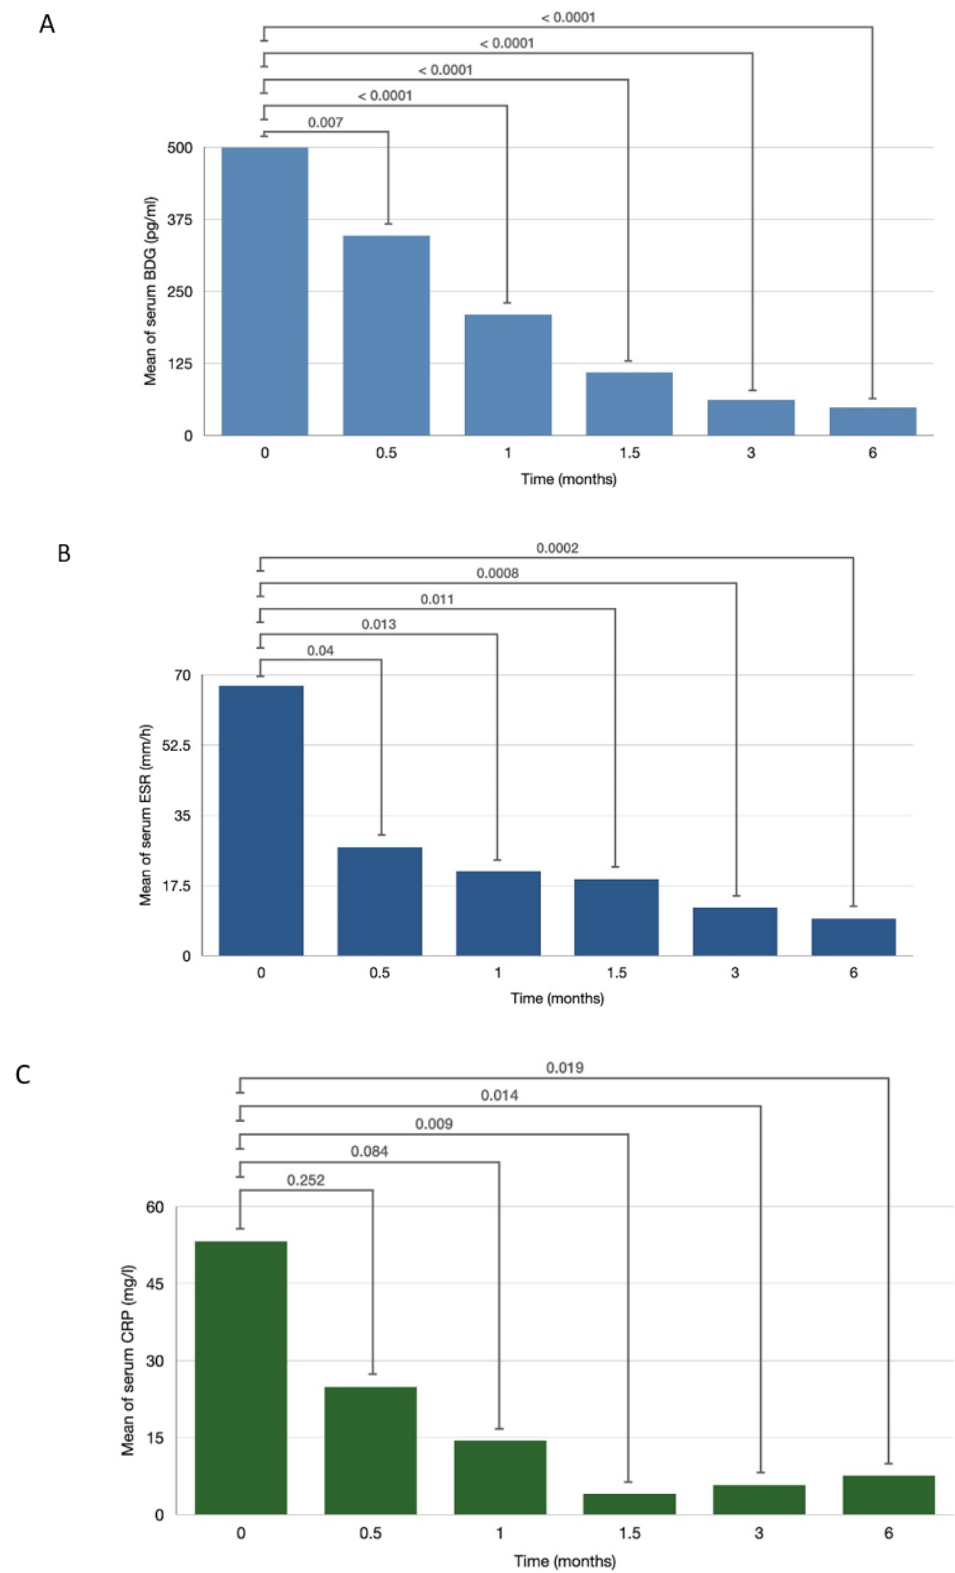 A
< 0.0001
< 0.0001
< 0.0001
< 0.0001
0.007
500
375
250
125
0
Mean of serum BDG (pg/ml)
0 0.5 1 1.5 3 6
Time (months)
B
0.0002
0.0008
0.011
0.013
0.04
70
52.5
35
17.5
0
Mean of serum ESR (mm/h)
0 0.5 1 1.5 3 6
Time (months)
C
0.019
0.014
0.009
0.084
0.252
60
45
30
15
0
Mean of serum CRP (mg/l)
0 0.5 1 1.5 3 6
Time (months)